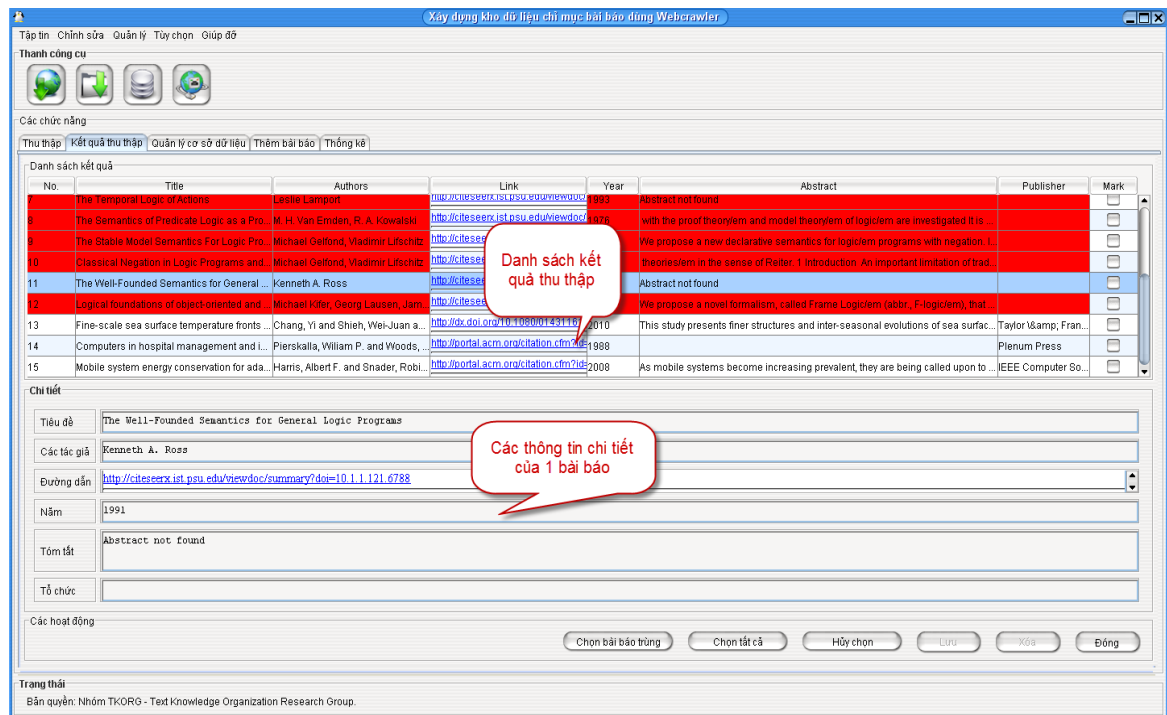 Xây dựng kho dữ liệu chỉ mục bài báo dùng Webcrawler
Tập tin Chỉnh sửa Quản lý Tùy chọn Giúp đỡ
Thanh công cụ
Các chức năng
Thu thập Kết quả thu thập Quản lý cơ sở dữ liệu Thêm bài báo Thống kê
Danh sách kết quả
No. Title Authors Link Year Abstract Publisher Mark
7 The Temporal Logic of Actions Leslie Lamport http://citeseerx.ist.psu.edu/viewdoc/ 1993 Abstract not found
8 The Semantics of Predicate Logic as a Pro... M. H. Van Emden, R. A. Kowalski http://citeseerx.ist.psu.edu/viewdoc/ 1976 with the proof theory/em and model theory/em of logic/em are investigated It is ...
9 The Stable Model Semantics For Logic Pro... Michael Gelfond, Vladimir Lifschitz http://citesee We propose a new declarative semantics for logic/em programs with negation, i...
10 Classical Negation in Logic Programs and... Michael Gelfond, Vladimir Lifschitz http://citesee theories/em in the sense of Reiter. 1 Introduction. An important limitation of trad...
11 The Well-Founded Semantics for General ... Kenneth A. Ross http://citesee Abstract not found
12 Logical foundations of object-oriented and ... Michael Kifer, Georg Lausen, Jam... http://citesee We propose a novel formalism, called Frame Logic/em (abbr., F-logic/em), that ...
13 Fine-scale sea surface temperature fronts ... Chang, Yi and Shieh, Wei-Juan a... http://dx.doi.org/10.1080/0143116 2010 This study presents finer structures and inter-seasonal evolutions of sea surfac... Taylor \&amp; Fran...
14 Computers in hospital management and i... Pierskalla, Wiliam P. and Woods, ... http://portal.acm.org/citation.cfm?id= 1988 Plenum Press
15 Mobile system energy conservation for ada... Harris, Albert F. and Snader, Robi... http://portal.acm.org/citation.cfm?id= 2008 As mobile systems become increasing prevalent, they are being called upon to ... IEEE Computer So...
Danh sách kết
quả thu thập
Chi tiết
Tiêu đề The Well-Founded Semantics for General Logic Programs
Các tác giả Kenneth A. Ross
Các thông tin chi tiết
của 1 bài báo
Đường dẫn http://citeseerx.ist.psu.edu/viewdoc/summary?doi=10.1.1.121.6788
Năm 1991
Tóm tắt Abstract not found
Tổ chức
Các hoạt động
Chọn bài báo trùng Chọn tất cả Hủy chọn Lưu Xóa Đóng
Trạng thái
Bản quyền: Nhóm TKORG - Text Knowledge Organization Research Group.